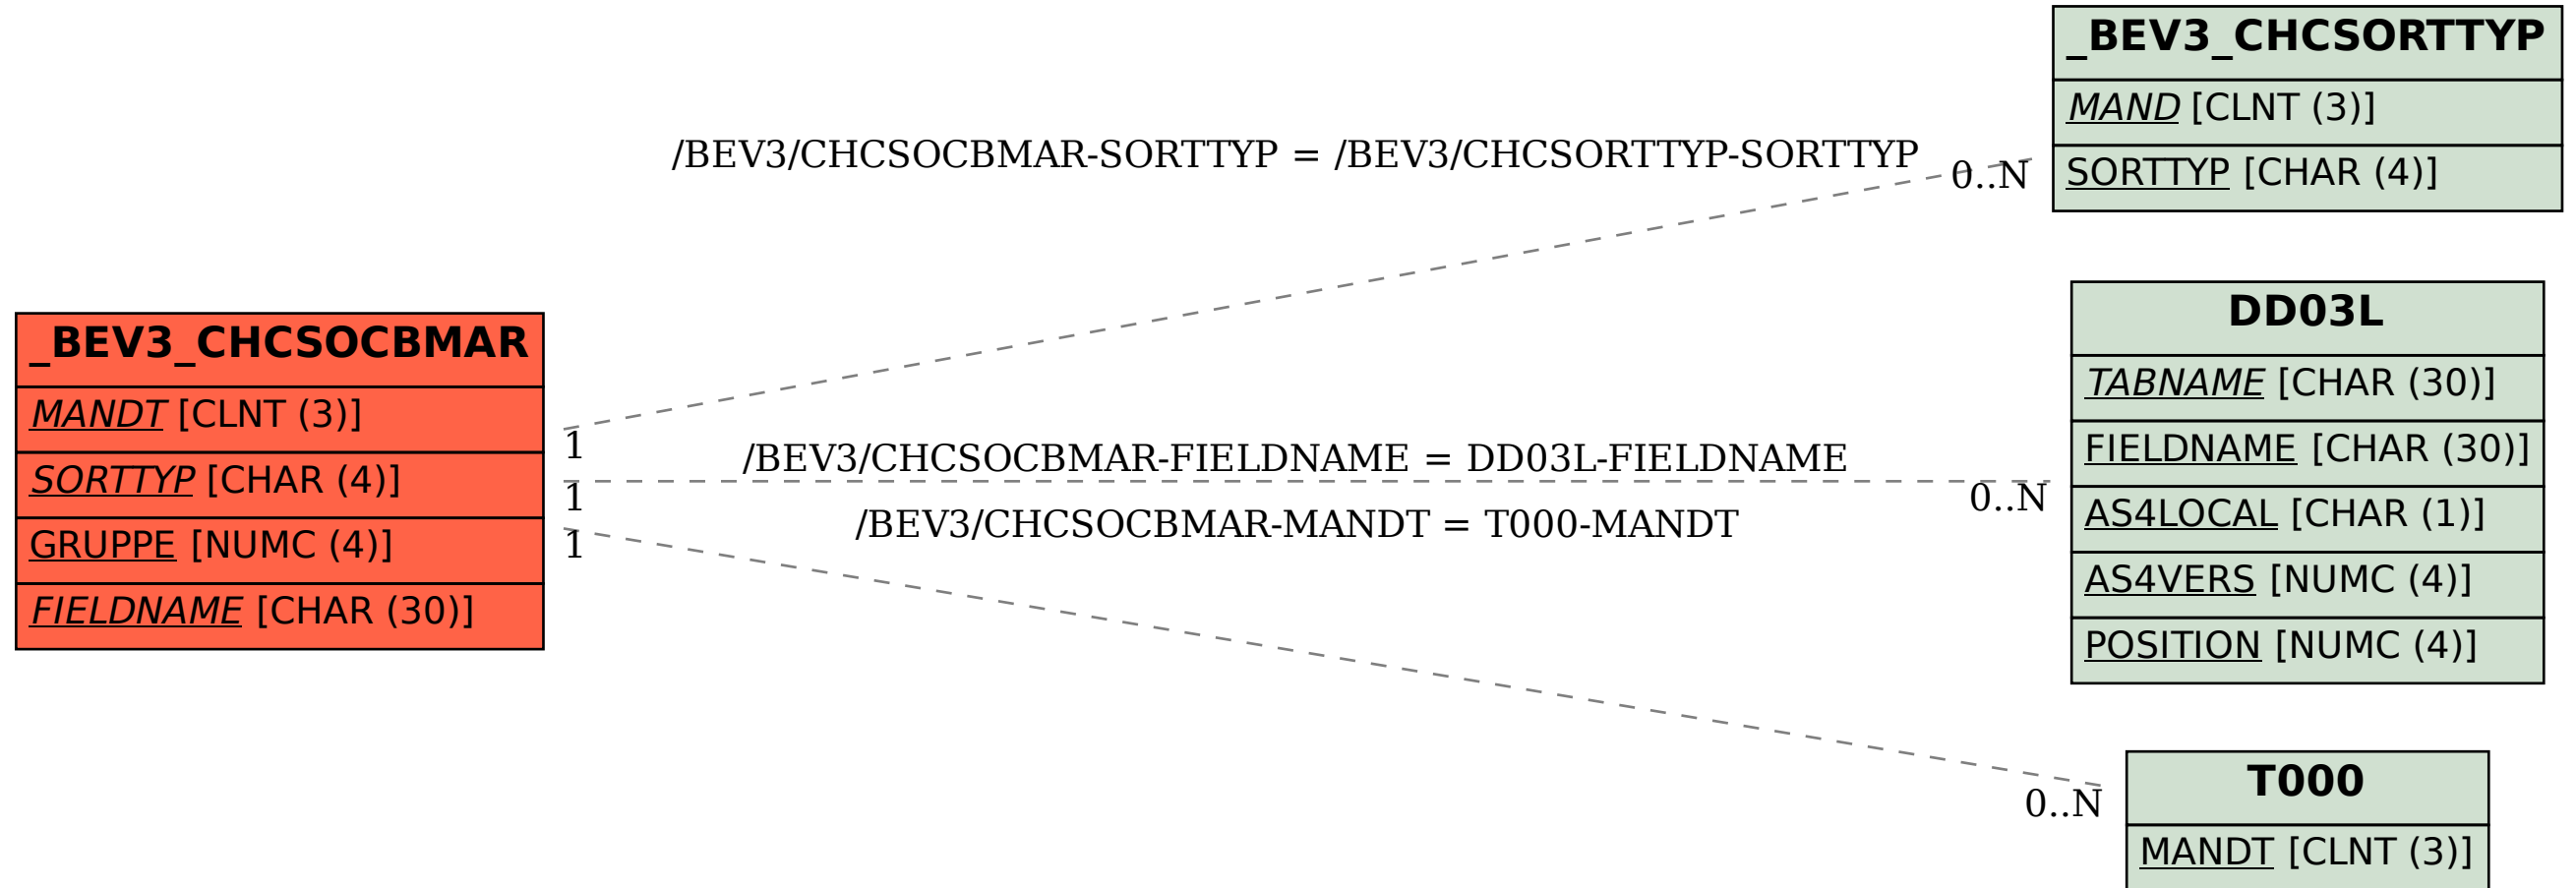 _BEV3_CHCSORTTYP
MAND [CLNT (3)]
SORTTYP [CHAR (4)]
/BEV3/CHCSOCBMAR-SORTTYP = /BEV3/CHCSORTTYP-SORTTYP
0..N
_BEV3_CHCSOCBMAR
MANDT [CLNT (3)]
SORTTYP [CHAR (4)]
GRUPPE [NUMC (4)]
FIELDNAME [CHAR (30)]
1
/BEV3/CHCSOCBMAR-FIELDNAME = DD03L-FIELDNAME
1
0..N
/BEV3/CHCSOCBMAR-MANDT = T000-MANDT
1
DD03L
TABNAME [CHAR (30)]
FIELDNAME [CHAR (30)]
AS4LOCAL [CHAR (1)]
AS4VERS [NUMC (4)]
POSITION [NUMC (4)]
0..N
T000
MANDT [CLNT (3)]